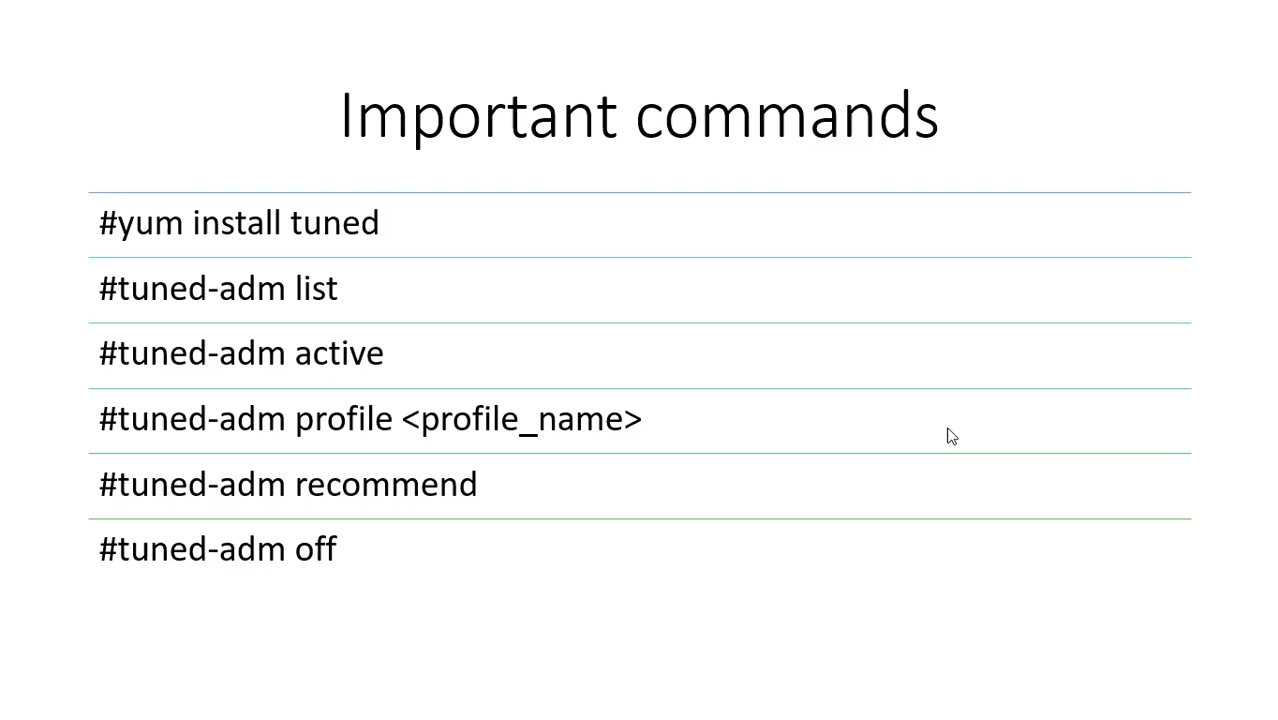 Important commands
#yum install tuned
#tuned-adm list
#tuned-adm active
#tuned-adm profile <profile_name>
#tuned-adm recommend
#tuned-adm off